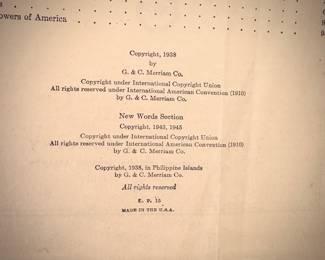 owers of America
Copyright, 1938
by
G. & C. Merriam Co.
Copyright under International Copyright Union
All rights reserved under International American Convention (1910)
by G. & C. Merriam Co.
New Words Section
Copyright, 1943, 1945
Copyright under International Copyright Union
All rights reserved under International American Convention (1910)
by G. & C. Merriam Co.
Copyright, 1938, in Philippine Islands
by G. & C. Merriam Co.
All rights reserved
E. P. 15
MADE IN THE U.S.A.